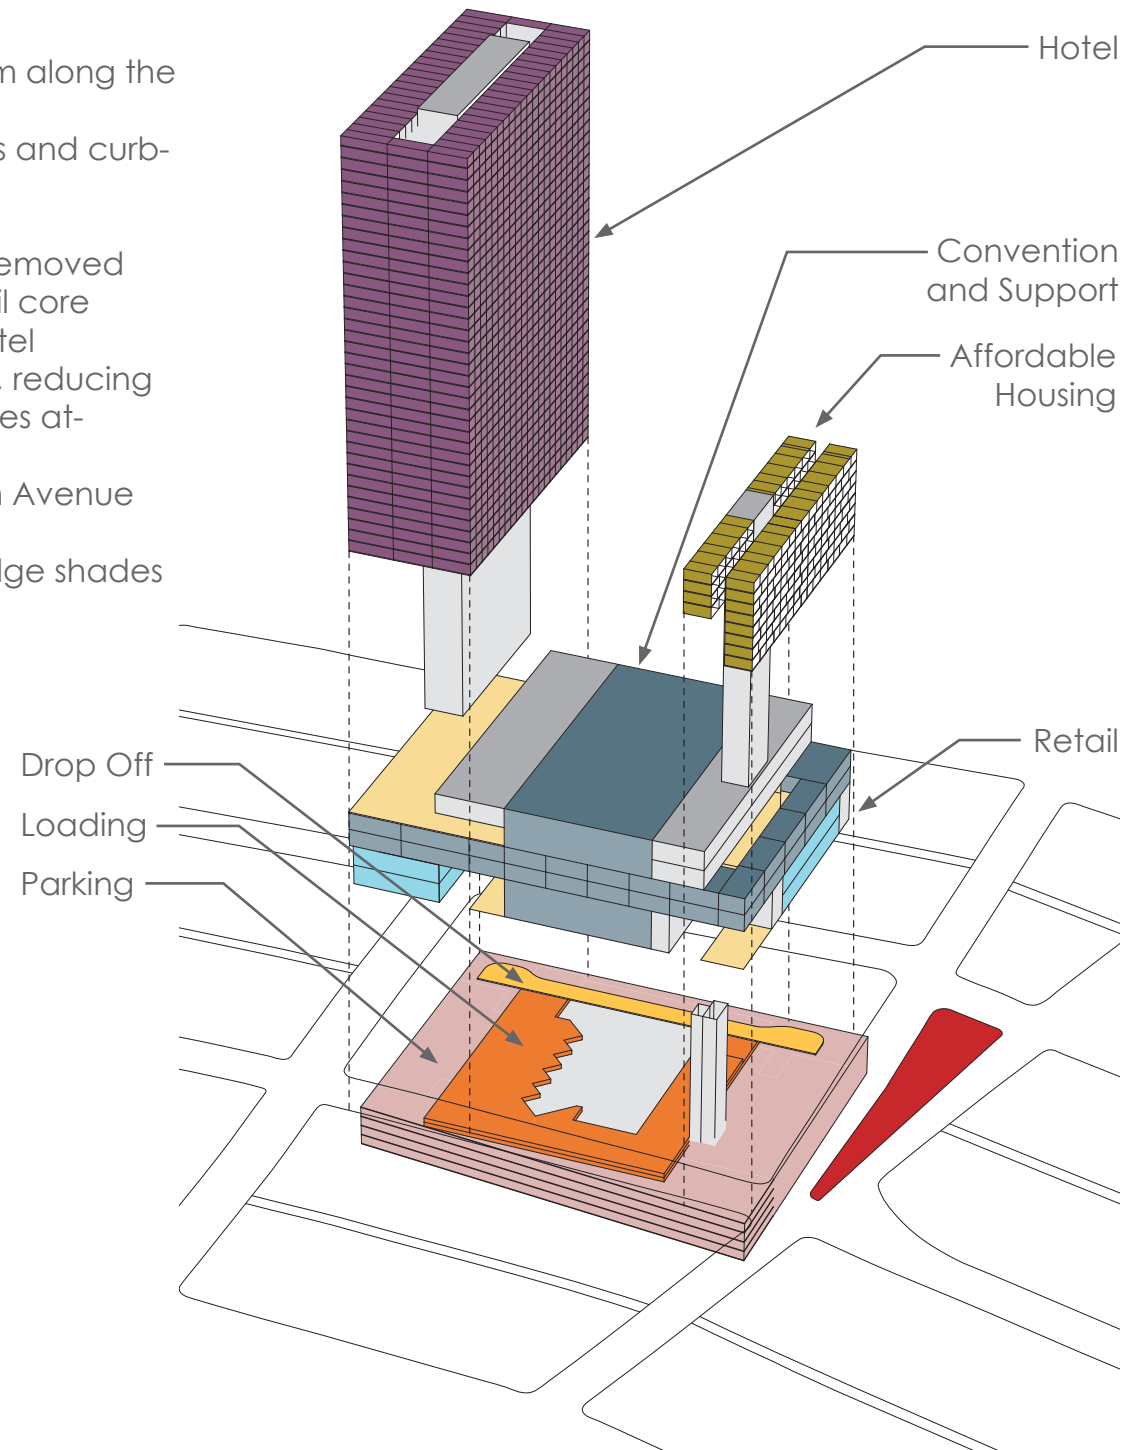 m along the
s and curb-
emoved
il core
tel
, reducing
es at-
n Avenue
dge shades
Hotel
Convention
and Support
Affordable
Housing
Retail
Drop Off
Loading
Parking